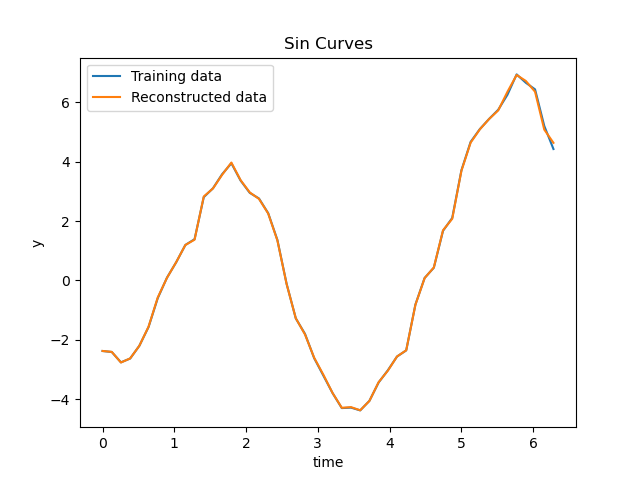 Sin Curves
Training data
Reconstructed data
6
4
2
0
−2
−4
y
0 1 2 3 4 5 6
time